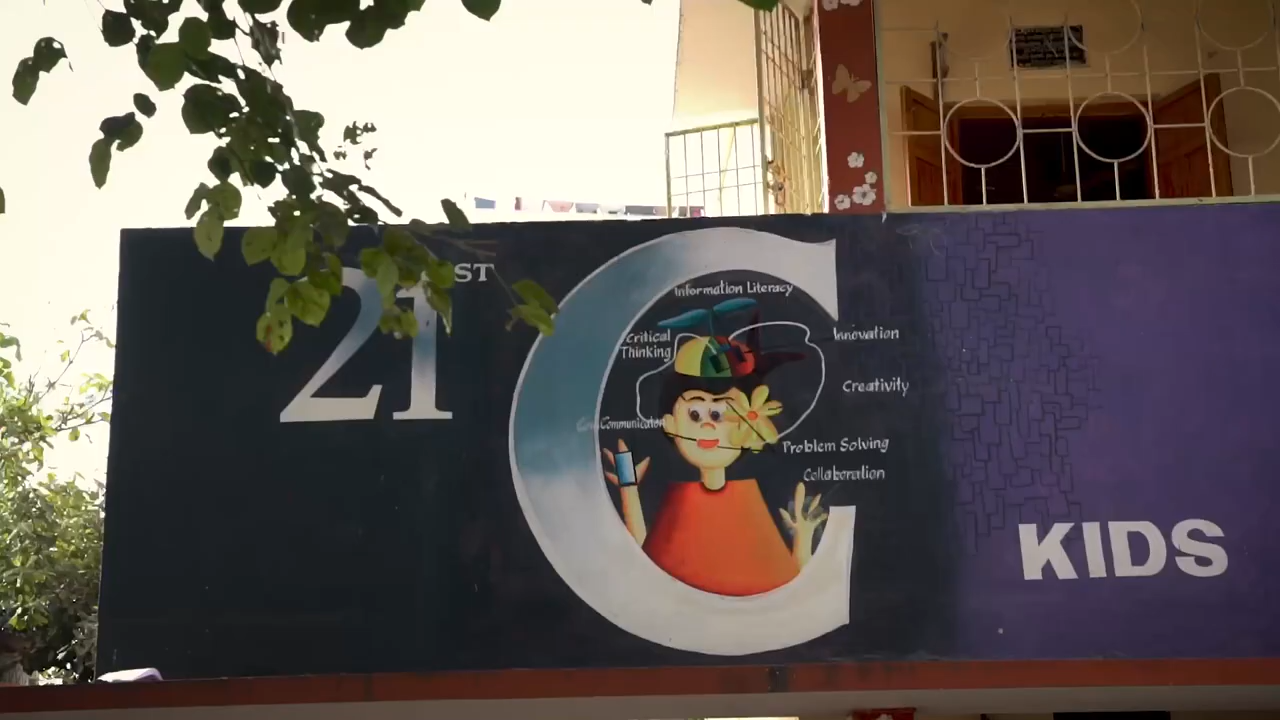 21ST
C
Information Literacy
Critical
Thinking
Innovation
Creativity
Communication
Problem Solving
Collaboration
KIDS